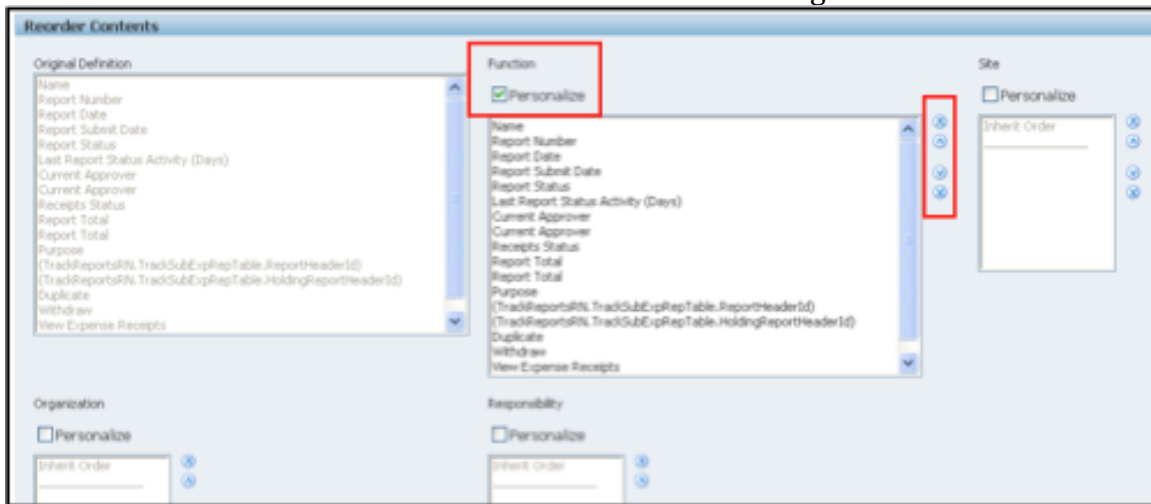 Reorder Contents
Original Definition
Name
Report Number
Report Date
Report Submit Date
Report Status
Last Report Status Activity (Days)
Current Approver
Current Approver
Receipts Status
Report Total
Report Total
Purpose
(TrackReportsRN.TrackSubExpRepTable.ReportHeaderId)
(TrackReportsRN.TrackSubExpRepTable.HoldingReportHeaderId)
Duplicate
Withdraw
View Expense Receipts
Function
Personalize
Name
Report Number
Report Date
Report Submit Date
Report Status
Last Report Status Activity (Days)
Current Approver
Current Approver
Receipts Status
Report Total
Report Total
Purpose
(TrackReportsRN.TrackSubExpRepTable.ReportHeaderId)
(TrackReportsRN.TrackSubExpRepTable.HoldingReportHeaderId)
Duplicate
Withdraw
View Expense Receipts
Site
Personalize
Inherit Order
Organization
Personalize
Inherit Order
Responsibility
Personalize
Inherit Order